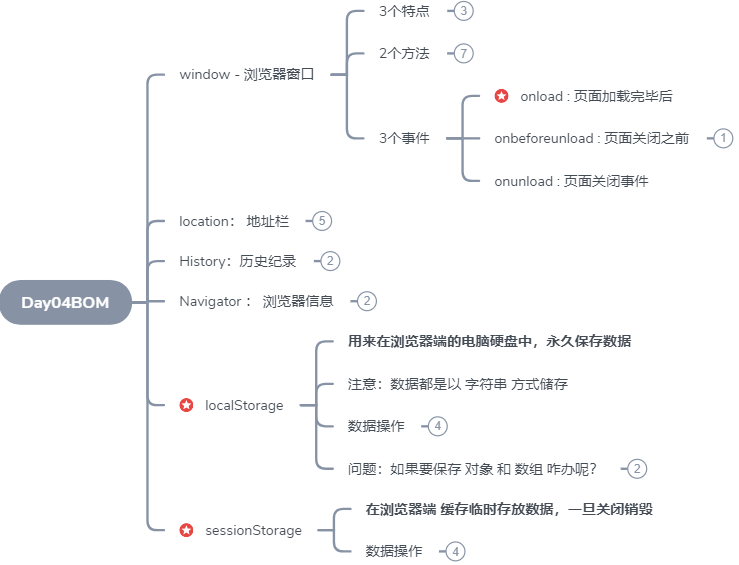 3个特点 3
window - 浏览器窗口
2个方法 7
onload : 页面加载完毕后
3个事件
onbeforeunload : 页面关闭之前 1
onunload : 页面关闭事件
location： 地址栏 5
History：历史纪录 2
Day04BOM
Navigator： 浏览器信息 2
用来在浏览器端的电脑硬盘中，永久保存数据
注意：数据都是以 字符串 方式储存
localStorage
数据操作 4
问题：如果要保存 对象 和 数组 咋办呢？ 2
在浏览器端 缓存临时存放数据，一旦关闭销毁
sessionStorage
数据操作 4